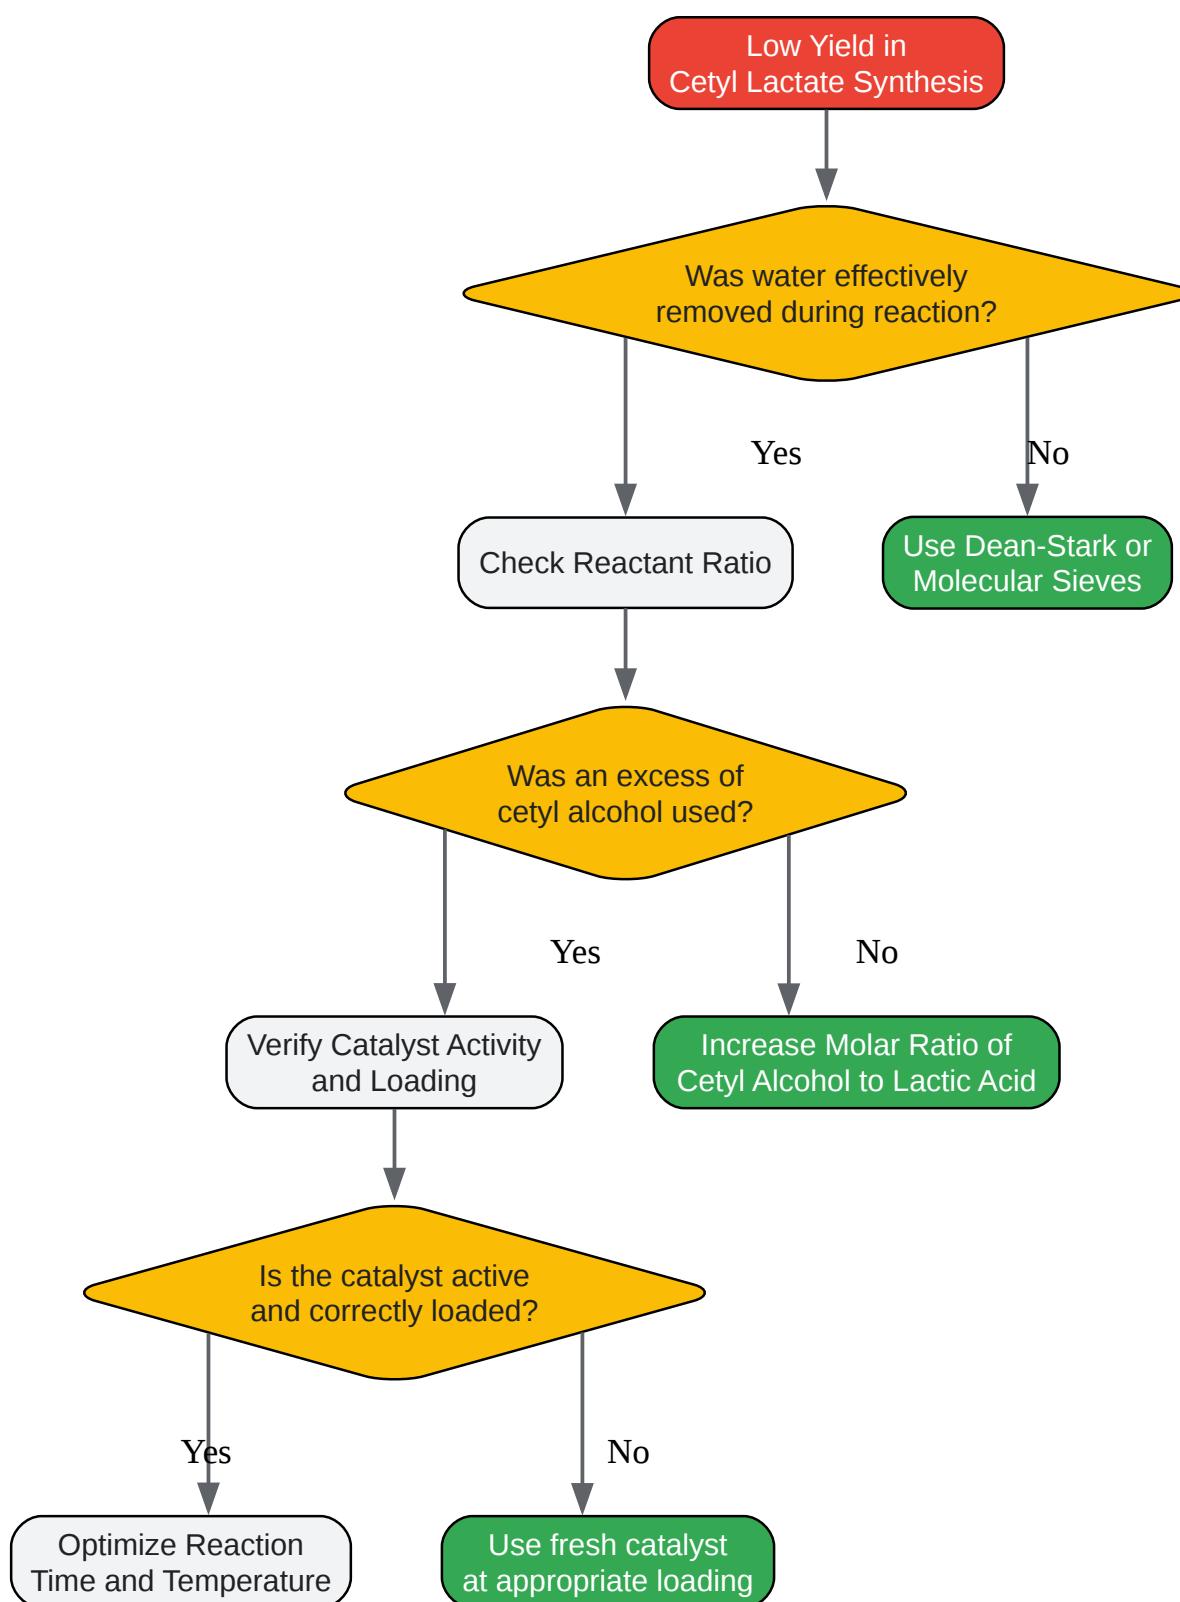 Low Yield in
Cetyl Lactate Synthesis
Was water effectively
removed during reaction?
Yes
No
Check Reactant Ratio
Use Dean-Stark or
Molecular Sieves
Was an excess of
cetyl alcohol used?
Yes
No
Verify Catalyst Activity
and Loading
Increase Molar Ratio of
Cetyl Alcohol to Lactic Acid
Is the catalyst active
and correctly loaded?
Yes
No
Optimize Reaction
Time and Temperature
Use fresh catalyst
at appropriate loading